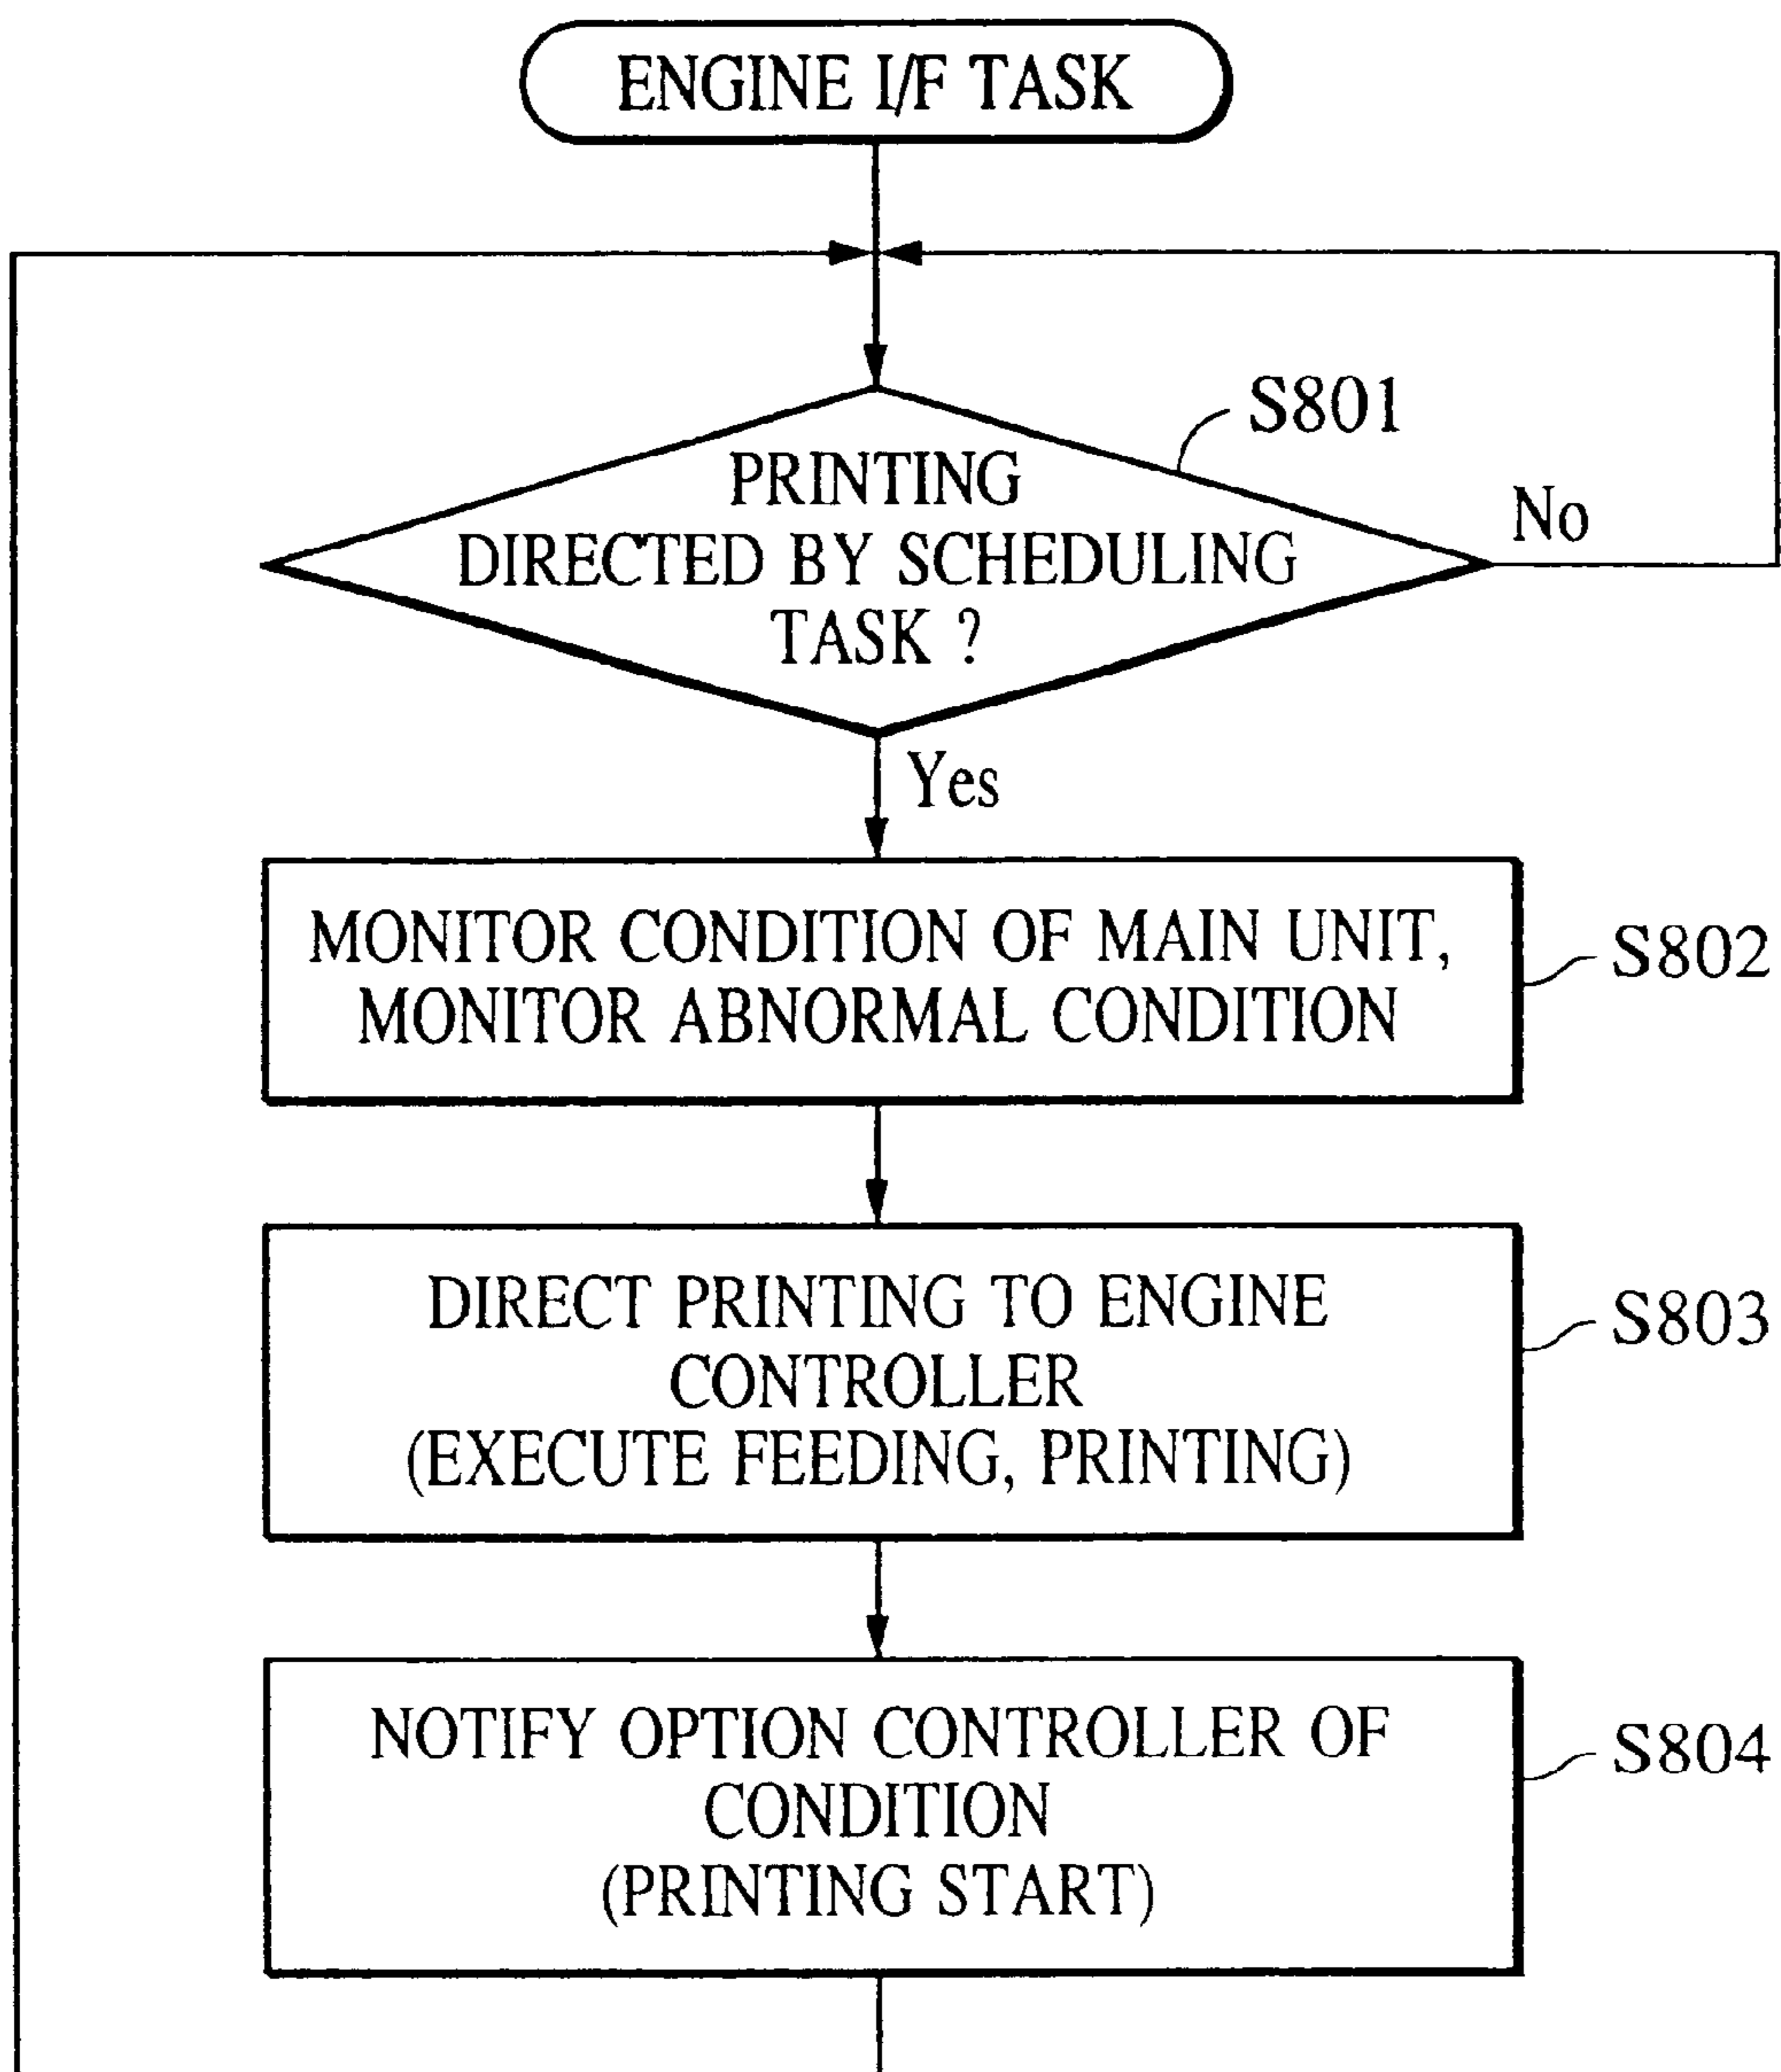 ENGINE I/F TASK
S801
PRINTING
DIRECTED BY SCHEDULING
TASK ?
No
Yes
MONITOR CONDITION OF MAIN UNIT,
MONITOR ABNORMAL CONDITION
S802
DIRECT PRINTING TO ENGINE
CONTROLLER
(EXECUTE FEEDING, PRINTING)
S803
NOTIFY OPTION CONTROLLER OF
CONDITION
(PRINTING START)
S804